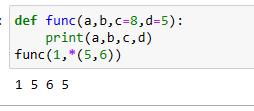 def func(a,b,c=8,d=5):
    print(a,b,c,d)
func(1,*(5,6))
1 5 6 5